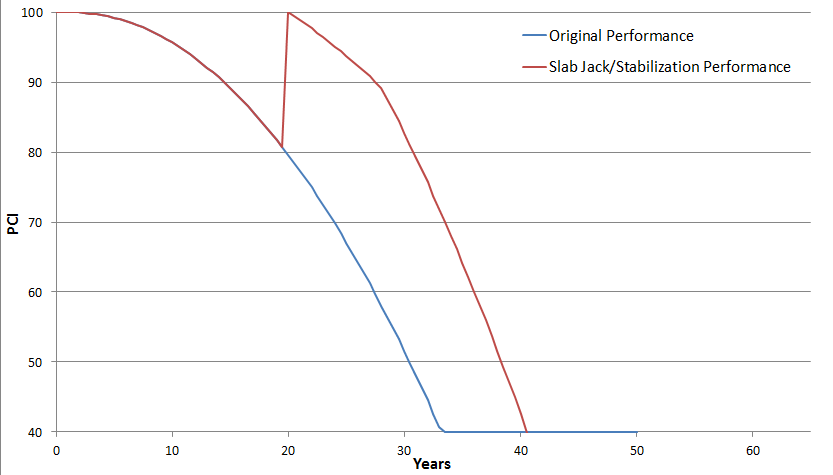 100
Original Performance
Slab Jack/Stabilization Performance
90
80
70
PCI
60
50
40
0 10 20 30 40 50 60
Years